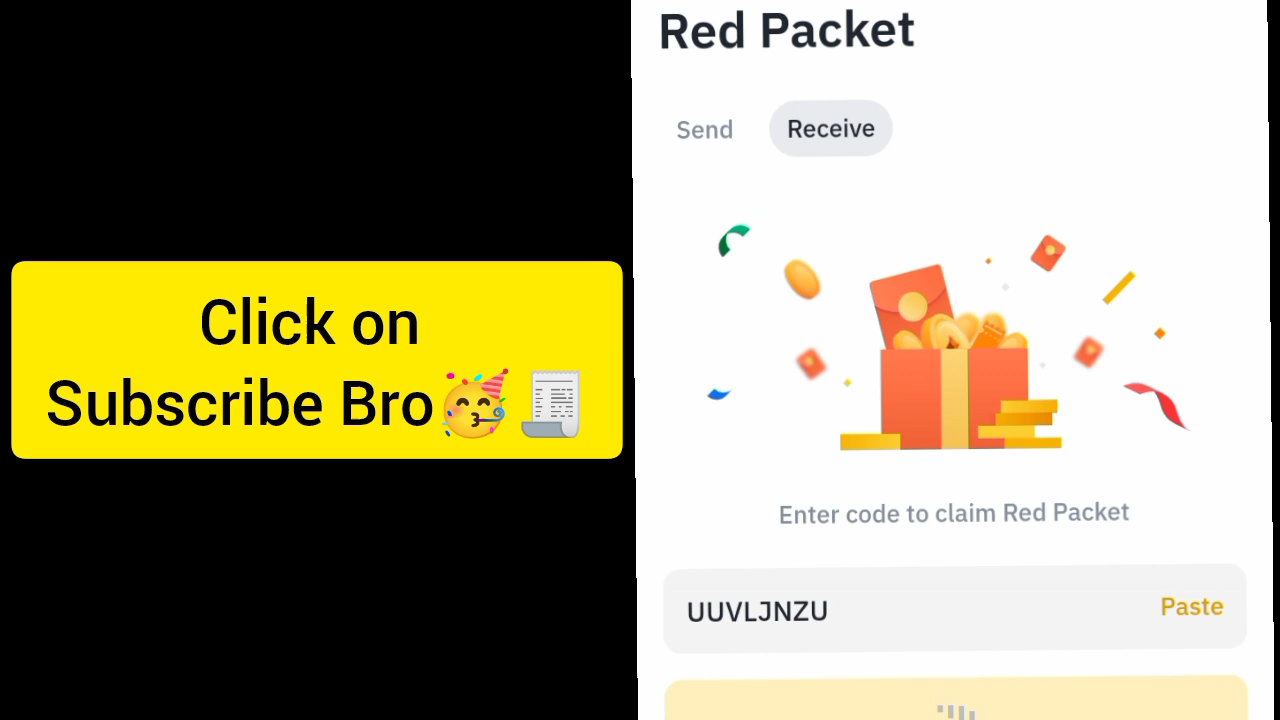 Click on
Subscribe Bro🥳📜
Red Packet
Send
Receive
Enter code to claim Red Packet
UUVLJNZU
Paste